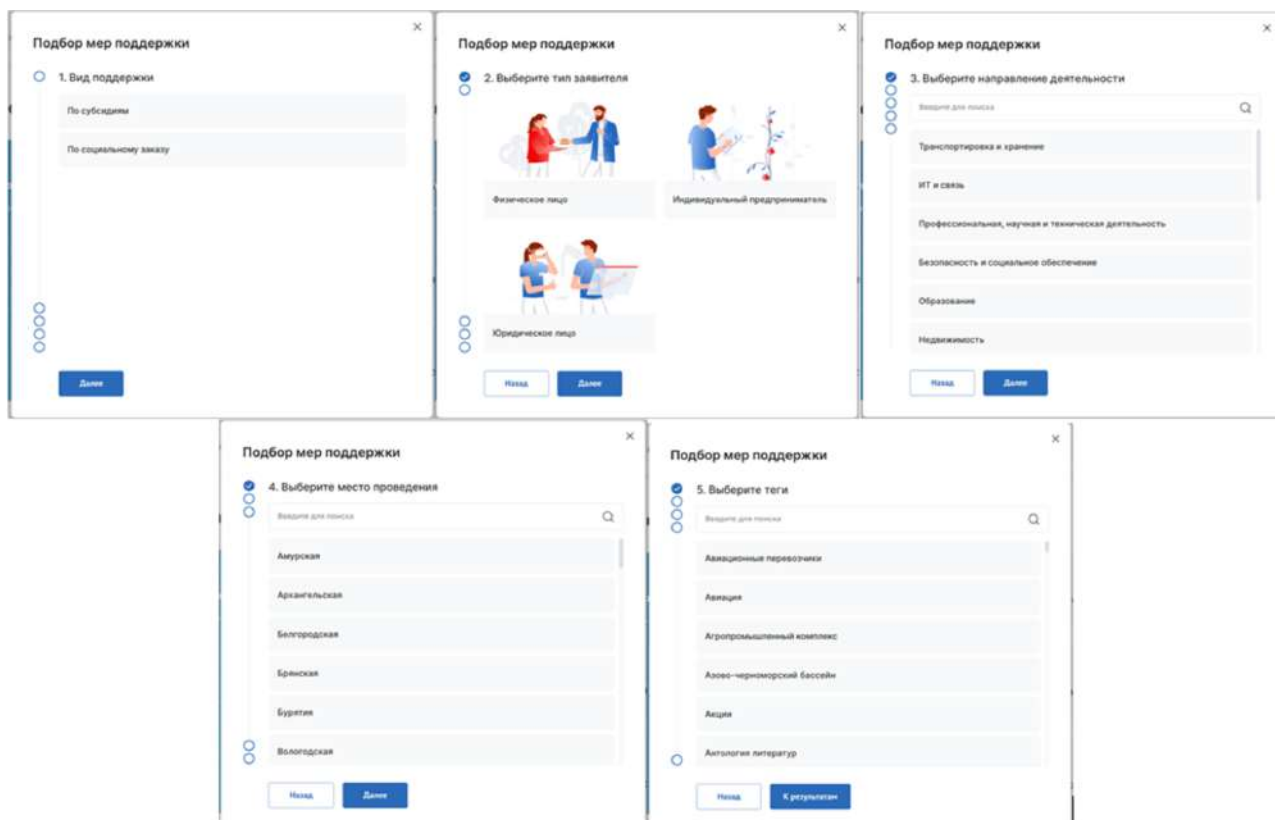 Подбор мер поддержки
1. Вид поддержки
По субсидиям
По социальному заказу
Далее
Подбор мер поддержки
2. Выберите тип заявителя
Физическое лицо
Индивидуальный предприниматель
Юридическое лицо
Назад
Далее
Подбор мер поддержки
3. Выберите направление деятельности
Введите для поиска
Транспортировка и хранение
ИТ и связь
Профессиональная, научная и техническая деятельность
Безопасность и социальное обеспечение
Образование
Недвижимость
Назад
Далее
Подбор мер поддержки
4. Выберите место проведения
Введите для поиска
Амурская
Архангельская
Белгородская
Брянская
Бурятия
Вологодская
Назад
Далее
Подбор мер поддержки
5. Выберите теги
Введите для поиска
Авиационные перевозчики
Авиация
Агропромышленный комплекс
Азово-черноморский бассейн
Акции
Антология литератур
Назад
К результатам